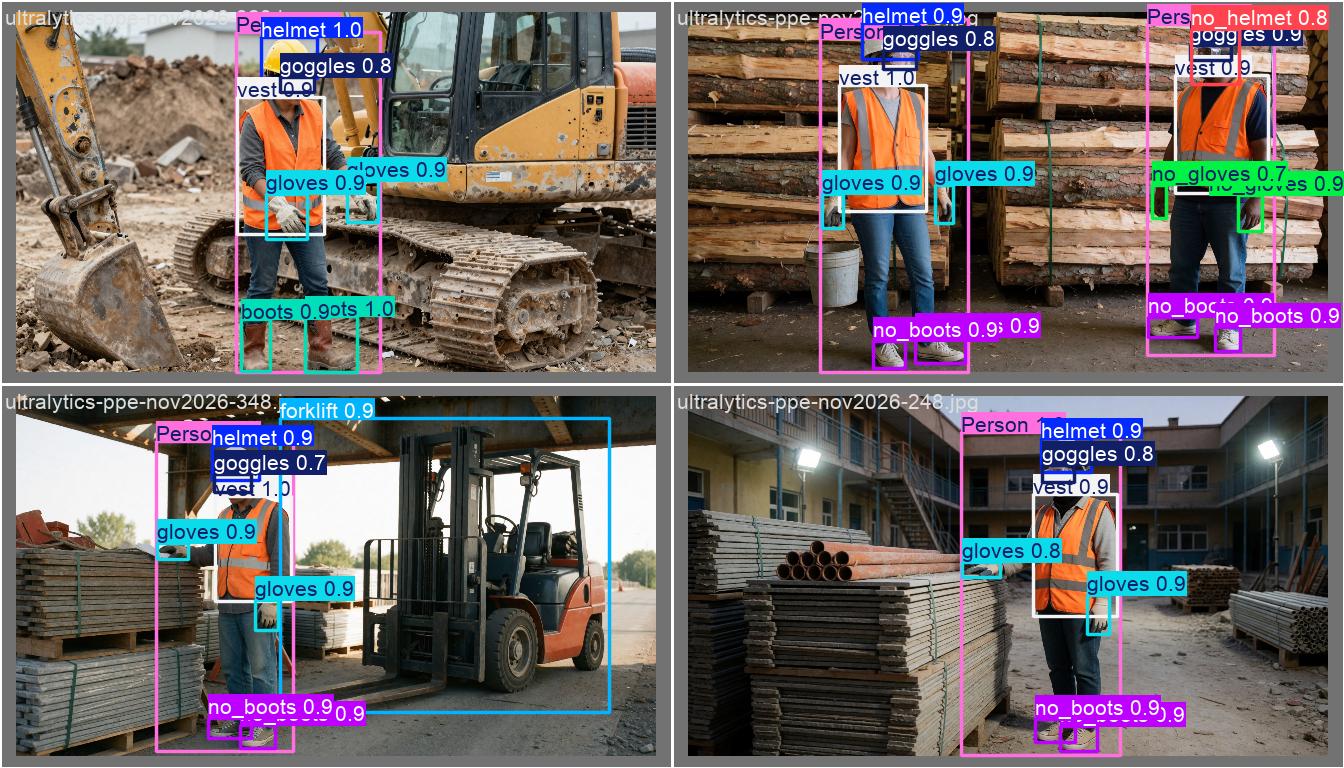 ultralytics-ppe-nov2026-
helmet 1.0
goggles 0.8
vest 0.9
gloves 0.9
gloves 0.9
boots 0.9
boots 1.0
helmet 0.9
Person
goggles 0.8
vest 1.0
gloves 0.9
gloves 0.9
no_boots 0.9
s 0.9
Pers
no_helmet 0.8
goggles 0.9
vest 0.9
no_gloves 0.7
no_gloves 0.9
no_boots 0.9
no_boots 0.9
ultralytics-ppe-nov2026-348.j
forklift 0.9
Perso
helmet 0.9
goggles 0.7
vest 1.0
gloves 0.9
gloves 0.9
no_boots 0.9
no_boots 0.9
ultralytics-ppe-nov2026-248.jpg
Person
helmet 0.9
goggles 0.8
vest 0.9
gloves 0.8
gloves 0.9
no_boots 0.9
no_boots 0.9